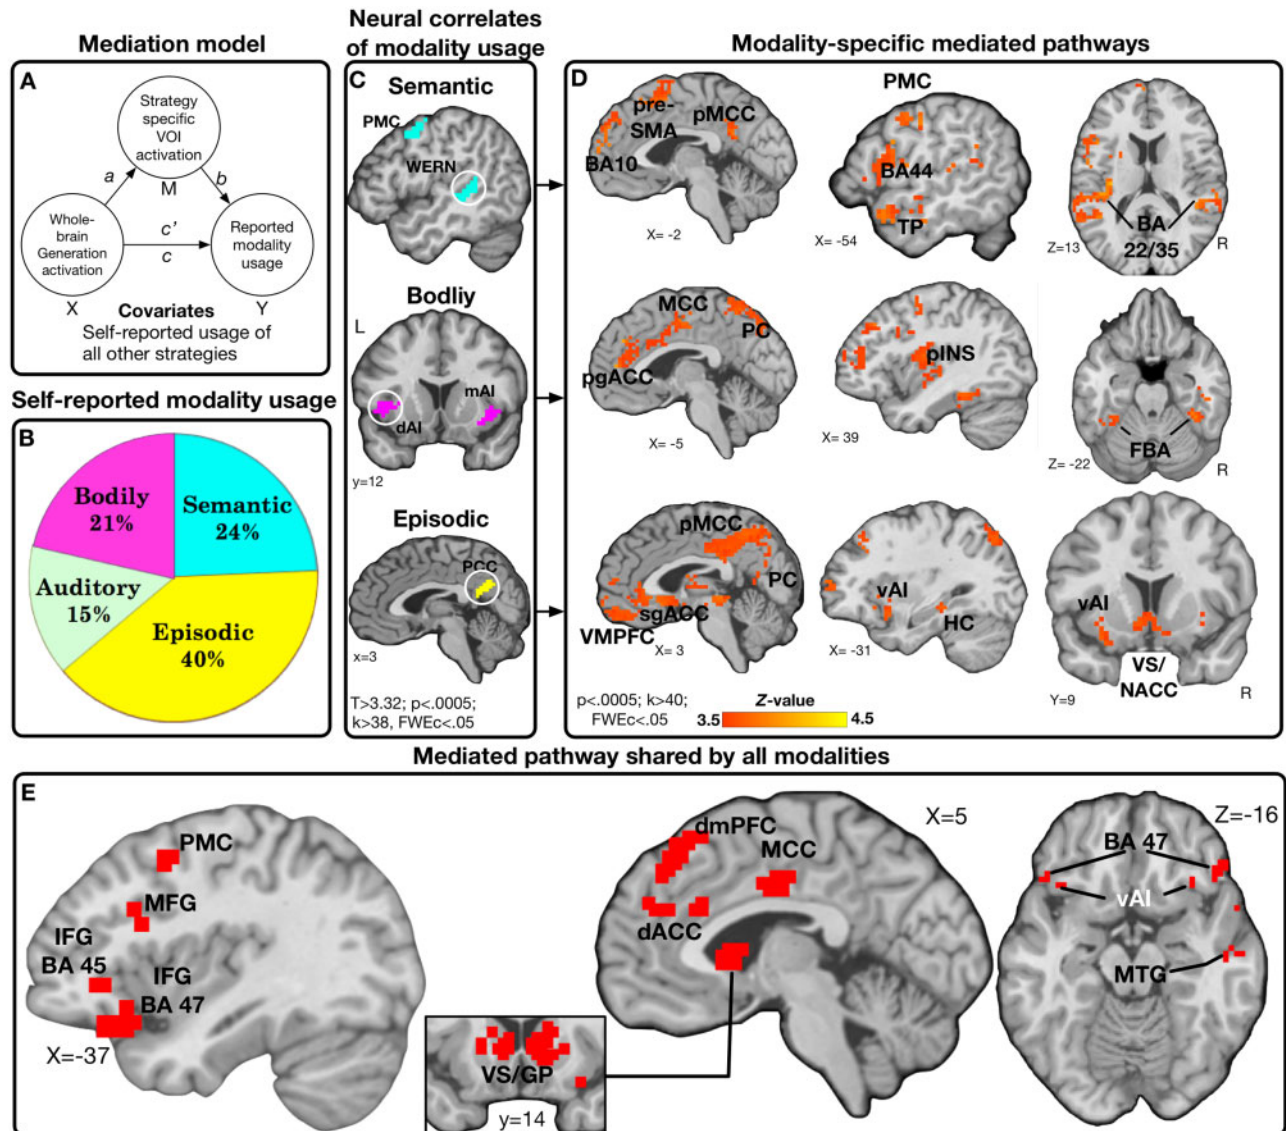 Mediation model
A
Strategy
specific
VOI
activation
M
a
b
Whole-
brain
Generation
activation
c'
c
Reported
modality
usage
X
Y
Covariates
Self-reported usage of
all other strategies
Self-reported modality usage
B
Bodily
21%
Semantic
24%
Auditory
15%
Episodic
40%
Neural correlates
of modality usage
C
Semantic
PMC
WERN
Bodliy
L
mAI
dAI
y=12
Episodic
PCC
x=3
T>3.32; p<.0005;
k>38, FWEc<.05
Modality-specific mediated pathways
D
PMC
pre-
SMA
pMCC
BA10
X= -2
BA44
TP
X= -54
BA
22/35
Z=13
R
MCC
PC
pgACC
X= -5
pINS
X= 39
FBA
Z= -22
R
pMCC
PC
sgACC
VMPFC
X= 3
vAI
HC
X= -31
vAI
VS/
NACC
Y=9
R
p<.0005; k>40;
FWEc<.05
Z-value
3.5
4.5
Mediated pathway shared by all modalities
E
PMC
MFG
IFG
BA 45
IFG
BA 47
X=-37
VS/GP
y=14
dmPFC
MCC
dACC
X=5
Z=-16
BA 47
vAI
MTG